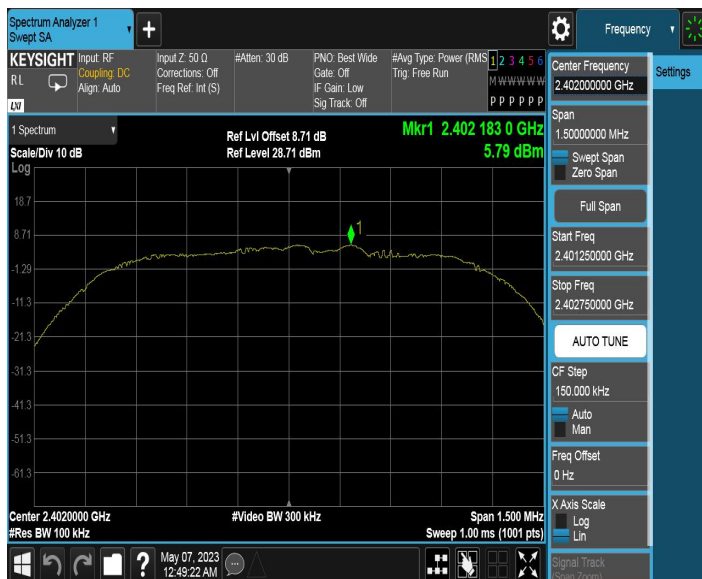 Spectrum Analyzer 1
Swept SA
+
Frequency
KEYSIGHT
RL
LXI
Input: RF
Coupling: DC
Align: Auto
Input Z: 50 Ω
Corrections: Off
Freq Ref: Int (S)
#Atten: 30 dB
PNO: Best Wide
Gate: Off
IF Gain: Low
Sig Track: Off
#Avg Type: Power (RMS
Trig: Free Run
1 2 3 4 5 6
M W W W W W
P P P P P P
Center Frequency
2.402000000 GHz
Settings
Span
1.50000000 MHz
Swept Span
Zero Span
Full Span
Start Freq
2.401250000 GHz
Stop Freq
2.402750000 GHz
AUTO TUNE
CF Step
150.000 kHz
Auto
Man
Freq Offset
0 Hz
X Axis Scale
Log
Lin
Signal Track
(Span Zoom)
1 Spectrum
Scale/Div 10 dB
Ref Lvl Offset 8.71 dB
Ref Level 28.71 dBm
Mkr1 2.402 183 0 GHz
5.79 dBm
Log
18.7
8.71
-1.29
-11.3
-21.3
-31.3
-41.3
-51.3
-61.3
1
Center 2.4020000 GHz
#Res BW 100 kHz
#Video BW 300 kHz
Span 1.500 MHz
Sweep 1.00 ms (1001 pts)
?
May 07, 2023
12:49:22 AM